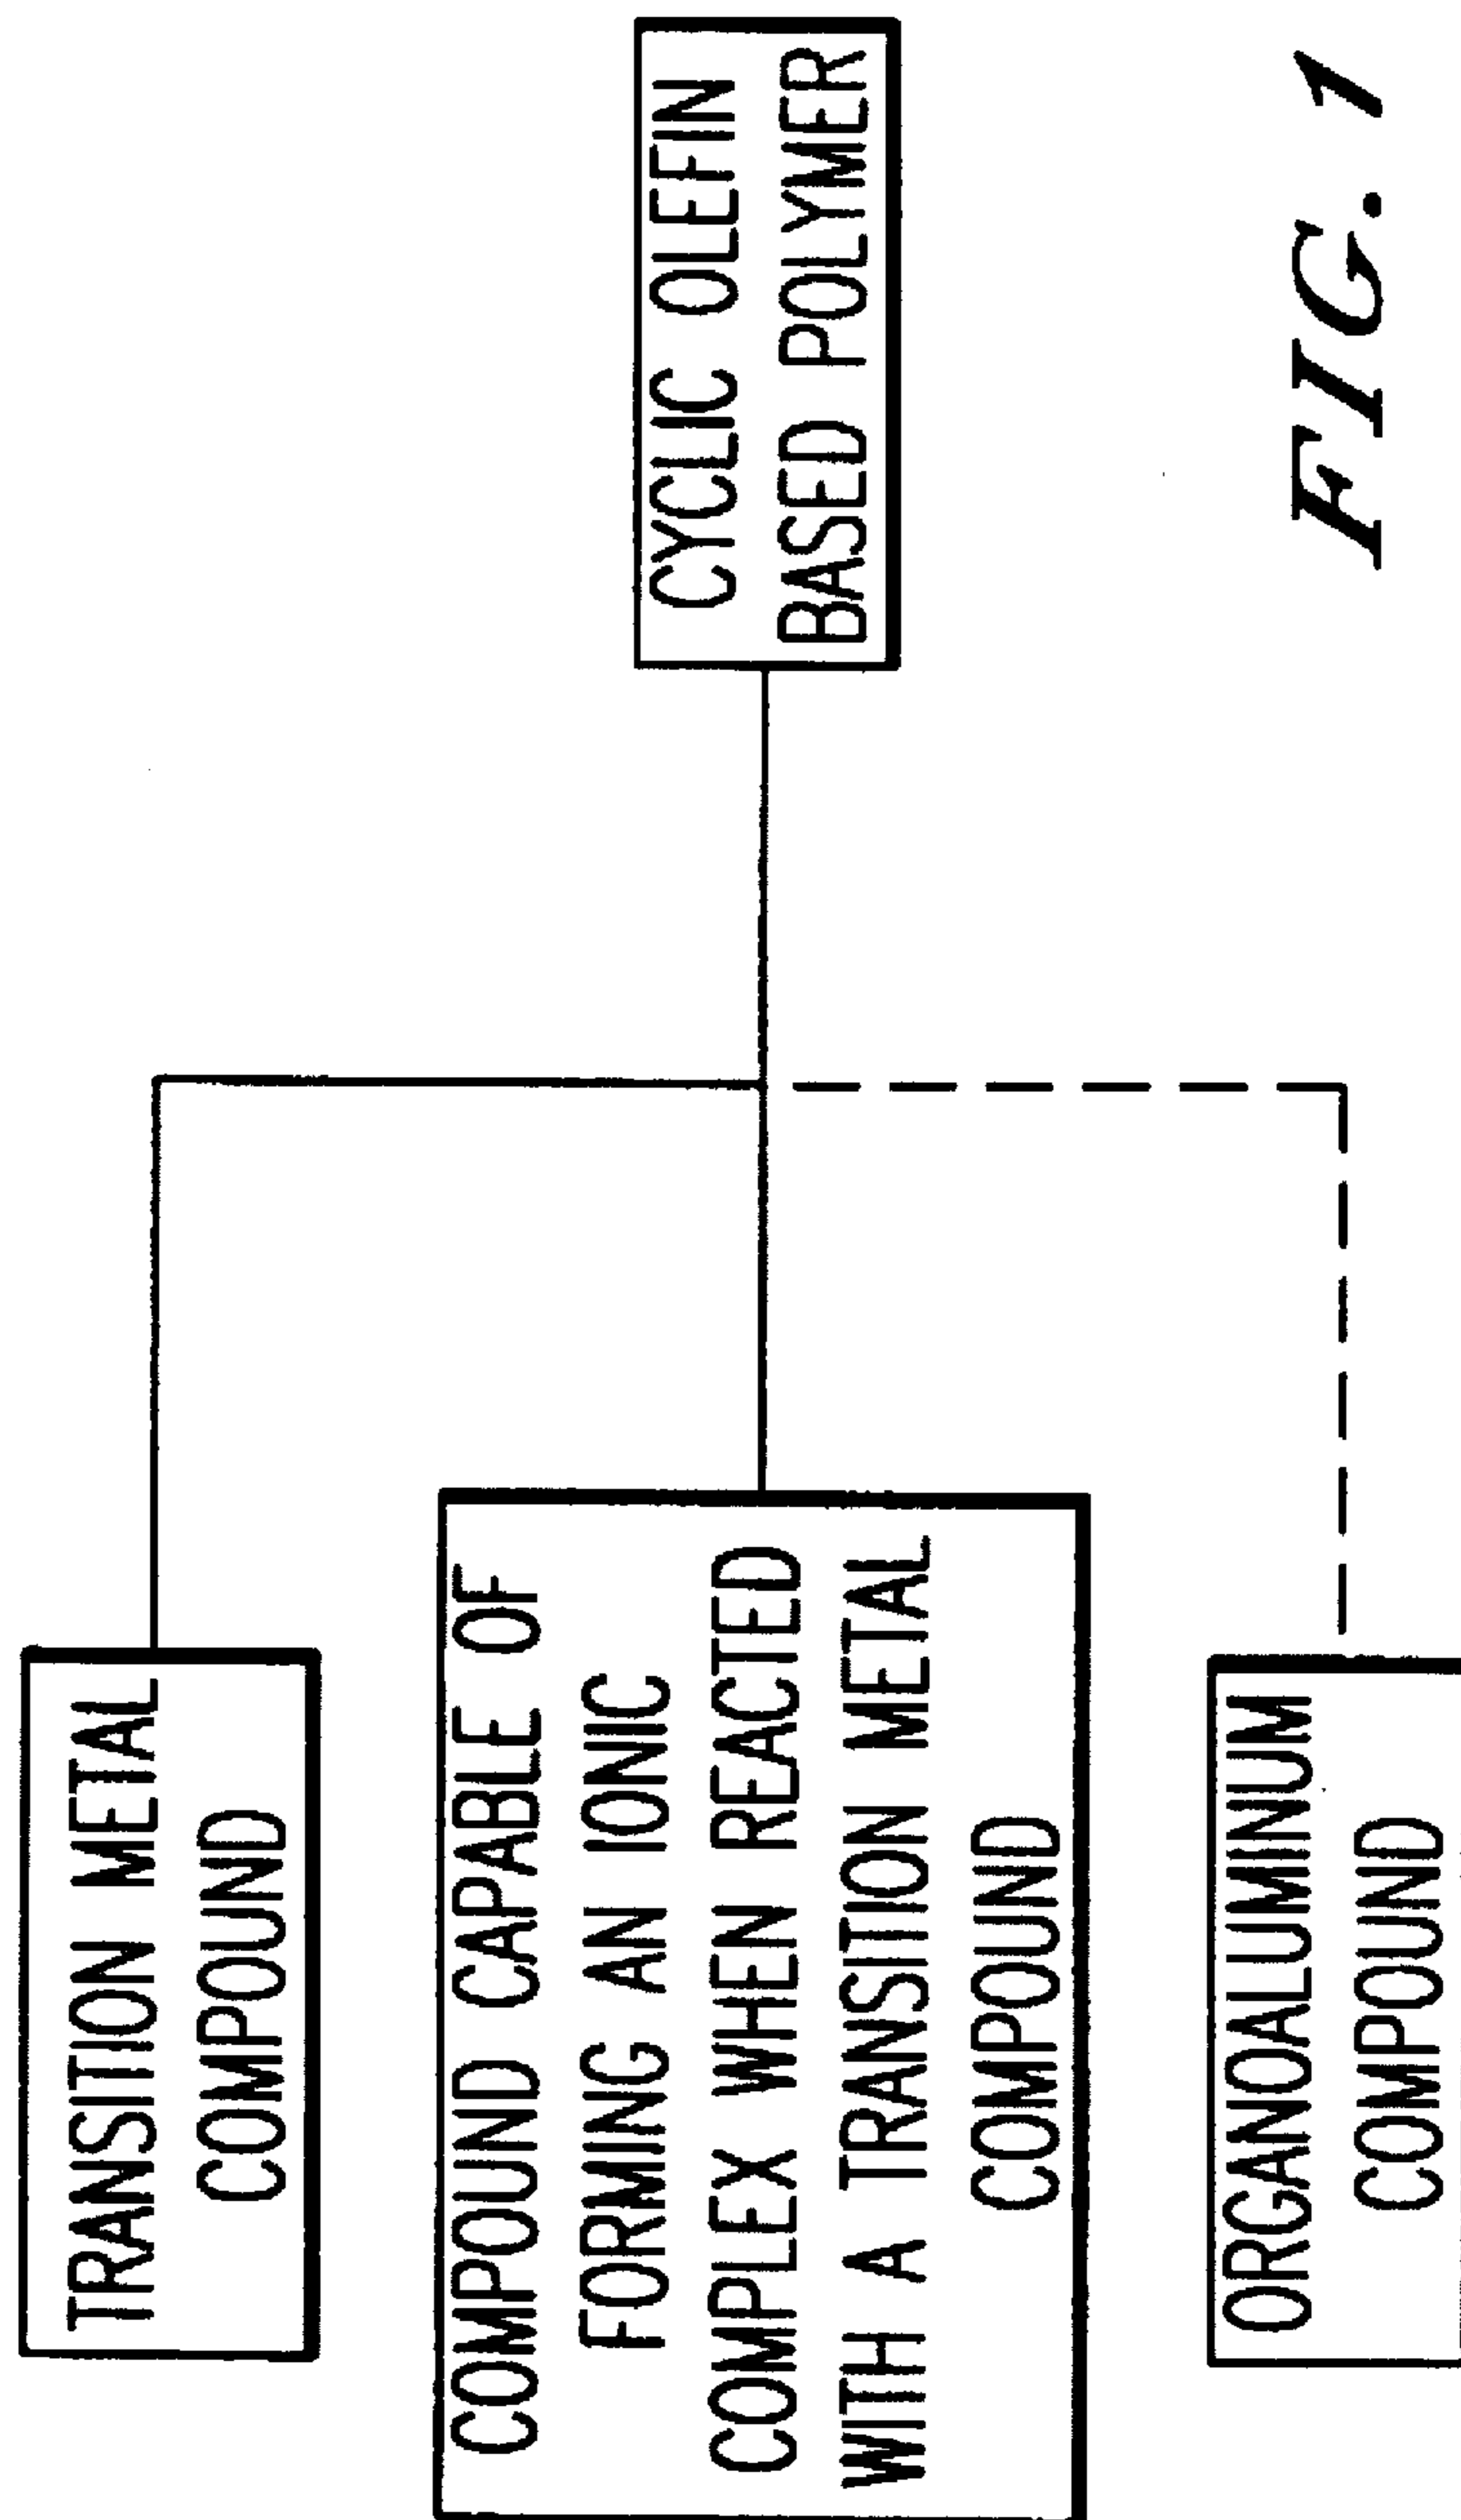 TRANSITION METAL
COMPOUND
COMPOUND CAPABLE OF
FORMING AN IONIC
COMPLEX WHEN REACTED
WITH A TRANSITION METAL
COMPOUND
ORGANOALUMINNUM
COMPOUND
CYCLIC OLEFIN
BASED POLYMER
FIG. 1